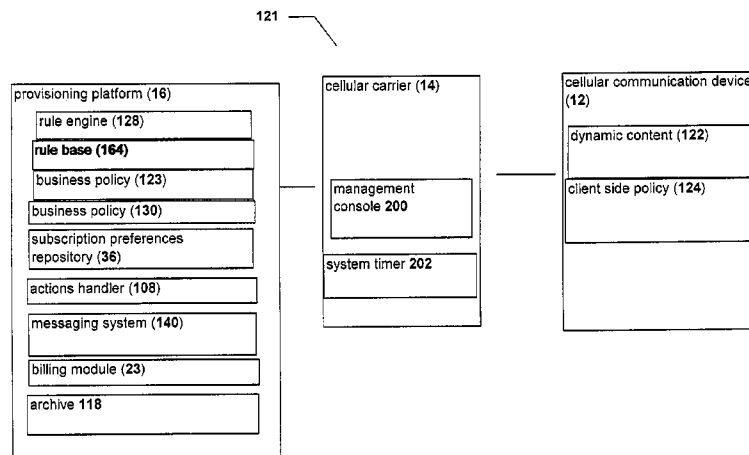 121
provisioning platform (16)
rule engine (128)
rule base (164)
business policy (123)
business policy (130)
subscription preferences
repository (36)
actions handler (108)
messaging system (140)
billing module (23)
archive 118
cellular carrier (14)
management
console 200
system timer 202
cellular communication device
(12)
dynamic content (122)
client side policy (124)